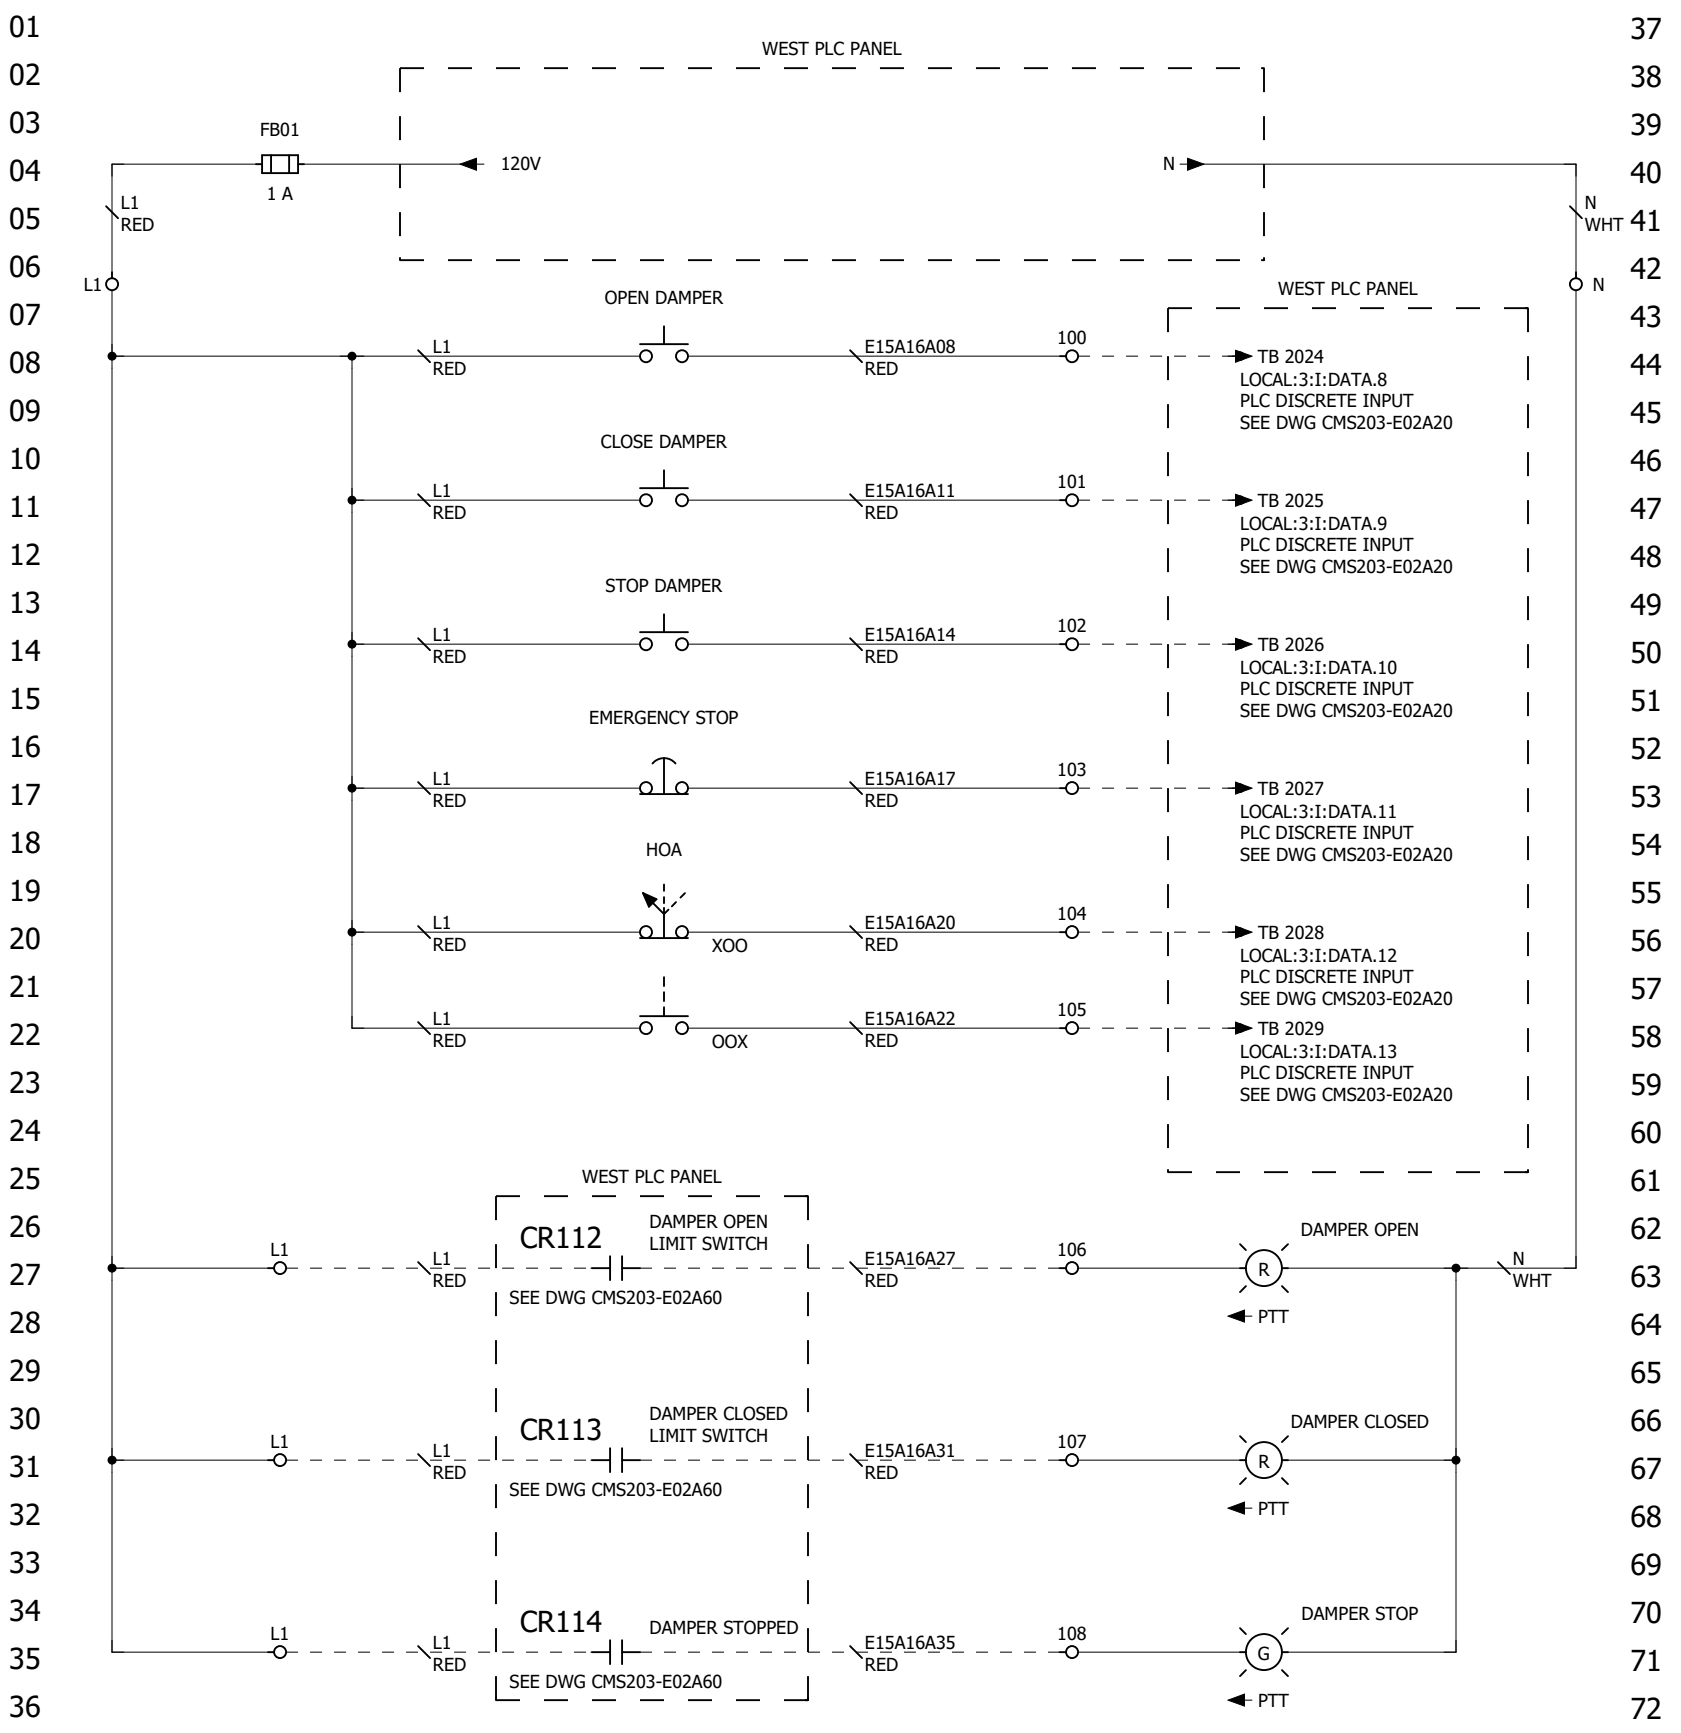 01
37
WEST PLC PANEL
02
38
03
39
FB01
04
120V
N
40
1 A
L1
RED
05
N
WHT
41
06
42
L1
N
WEST PLC PANEL
OPEN DAMPER
07
43
08
L1
RED
E15A16A08
RED
100
TB 2024
LOCAL:3:I:DATA.8
PLC DISCRETE INPUT
SEE DWG CMS203-E02A20
44
09
45
CLOSE DAMPER
10
46
11
L1
RED
E15A16A11
RED
101
TB 2025
LOCAL:3:I:DATA.9
PLC DISCRETE INPUT
SEE DWG CMS203-E02A20
47
12
48
STOP DAMPER
13
49
14
L1
RED
E15A16A14
RED
102
TB 2026
LOCAL:3:I:DATA.10
PLC DISCRETE INPUT
SEE DWG CMS203-E02A20
50
15
51
EMERGENCY STOP
16
52
17
L1
RED
E15A16A17
RED
103
TB 2027
LOCAL:3:I:DATA.11
PLC DISCRETE INPUT
SEE DWG CMS203-E02A20
53
18
54
HOA
19
55
20
L1
RED
XOO
E15A16A20
RED
104
TB 2028
LOCAL:3:I:DATA.12
PLC DISCRETE INPUT
SEE DWG CMS203-E02A20
56
21
57
22
L1
RED
OOX
E15A16A22
RED
105
TB 2029
LOCAL:3:I:DATA.13
PLC DISCRETE INPUT
SEE DWG CMS203-E02A20
58
23
59
24
60
25
WEST PLC PANEL
61
26
62
27
L1
L1
RED
CR112
DAMPER OPEN
LIMIT SWITCH
SEE DWG CMS203-E02A60
E15A16A27
RED
106
DAMPER OPEN
R
PTT
N
WHT
63
28
64
29
65
30
66
31
L1
L1
RED
CR113
DAMPER CLOSED
LIMIT SWITCH
SEE DWG CMS203-E02A60
E15A16A31
RED
107
DAMPER CLOSED
R
PTT
67
32
68
33
69
34
70
35
L1
L1
RED
CR114
DAMPER STOPPED
SEE DWG CMS203-E02A60
E15A16A35
RED
108
DAMPER STOP
G
PTT
71
36
72